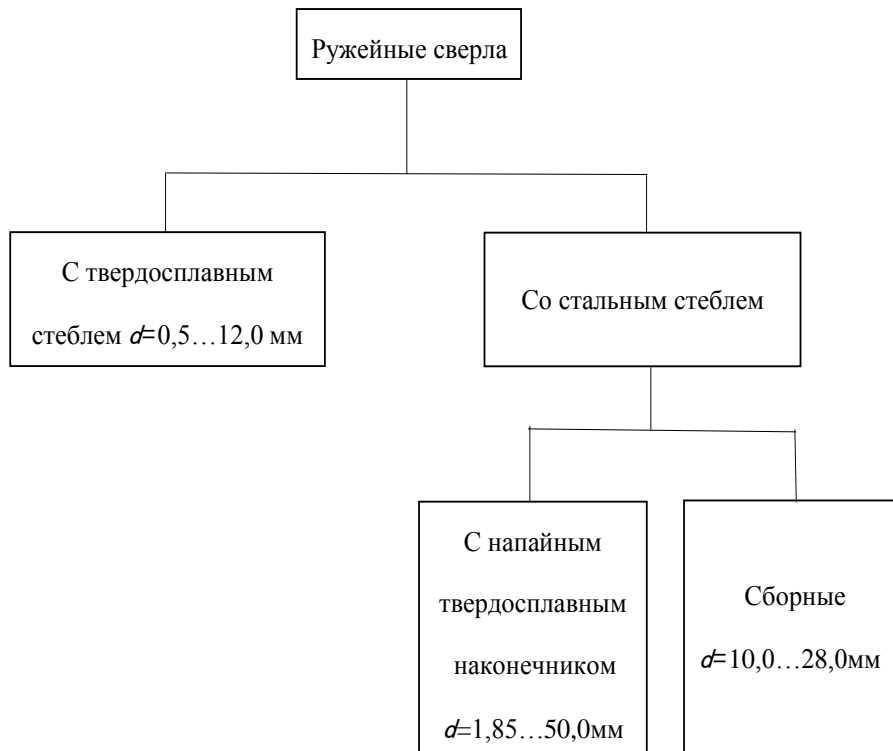 Ружейные сверла
С твердосплавным
стеблем d=0,5…12,0 мм
Со стальным стеблем
С напайным
твердосплавным
наконечником
d=1,85…50,0мм
Сборные
d=10,0…28,0мм